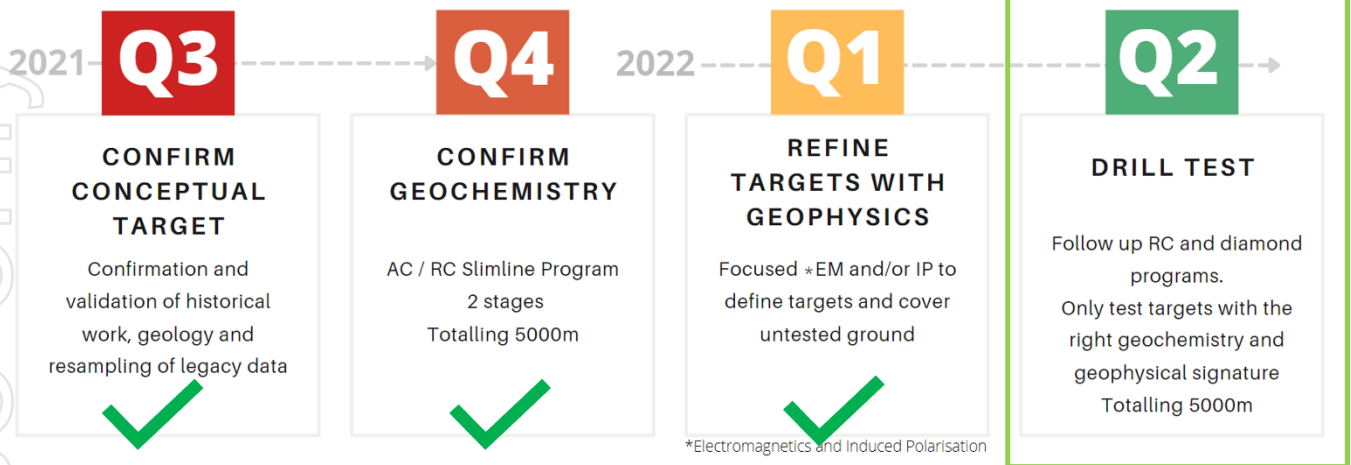 2021
Q3
Q4
2022
Q1
Q2
CONFIRM
CONCEPTUAL
TARGET
Confirmation and
validation of historical
work, geology and
resampling of legacy data
CONFIRM
GEOCHEMISTRY
AC / RC Slimline Program
2 stages
Totalling 5000m
REFINE
TARGETS WITH
GEOPHYSICS
Focused *EM and/or IP to
define targets and cover
untested ground
*Electromagnetics and Induced Polarisation
DRILL TEST
Follow up RC and diamond
programs.
Only test targets with the
right geochemistry and
geophysical signature
Totalling 5000m